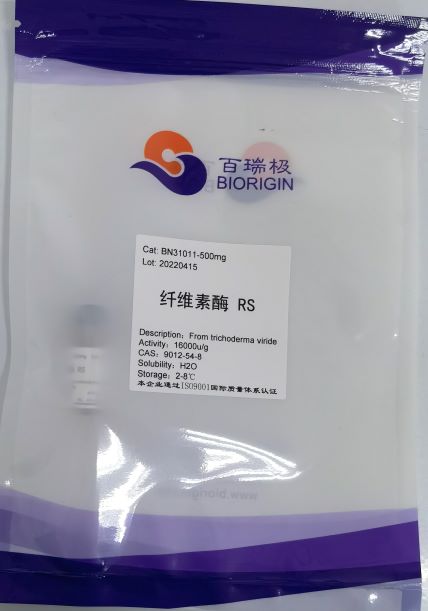 百瑞极
BIORIGIN
Cat: BN31011-500mg
Lot: 20220415
纤维素酶 RS
Description：From trichoderma viride
Activity：16000u/g
CAS：9012-54-8
Solubility：H2O
Storage：2-8℃
本企业通过ISO9001国际质量体系认证